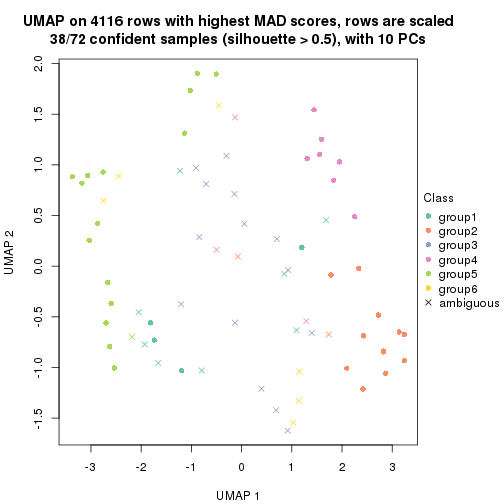 UMAP on 4116 rows with highest MAD scores, rows are scaled
38/72 confident samples (silhouette > 0.5), with 10 PCs
2.0
1.5
1.0
0.5
0.0
-0.5
-1.0
-1.5
UMAP 2
-3 -2 -1 0 1 2 3
UMAP 1
Class
group1
group2
group3
group4
group5
group6
ambiguous